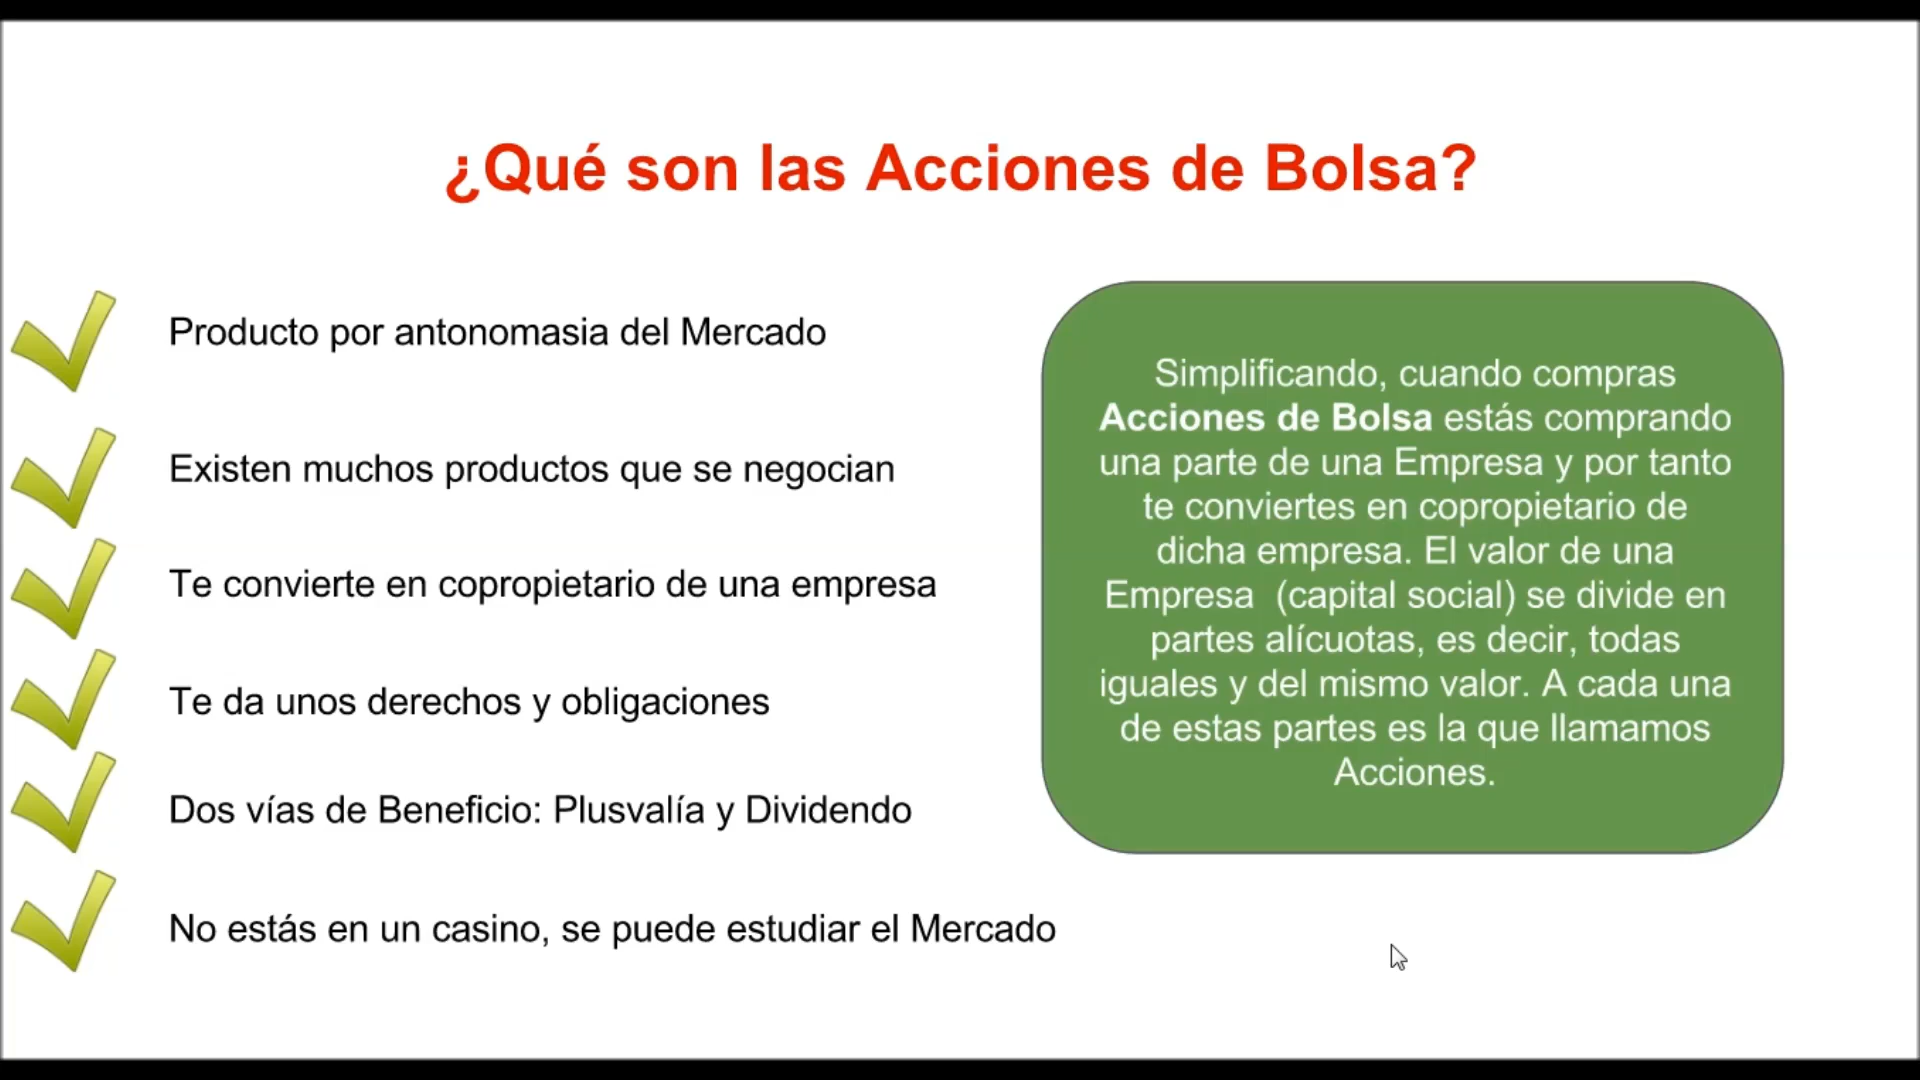 ¿Qué son las Acciones de Bolsa?
Producto por antonomasia del Mercado
Existen muchos productos que se negocian
Te convierte en copropietario de una empresa
Te da unos derechos y obligaciones
Dos vías de Beneficio: Plusvalía y Dividendo
No estás en un casino, se puede estudiar el Mercado
Simplificando, cuando compras
Acciones de Bolsa estás comprando
una parte de una Empresa y por tanto
te conviertes en copropietario de
dicha empresa. El valor de una
Empresa (capital social) se divide en
partes alícuotas, es decir, todas
iguales y del mismo valor. A cada una
de estas partes es la que llamamos
Acciones.